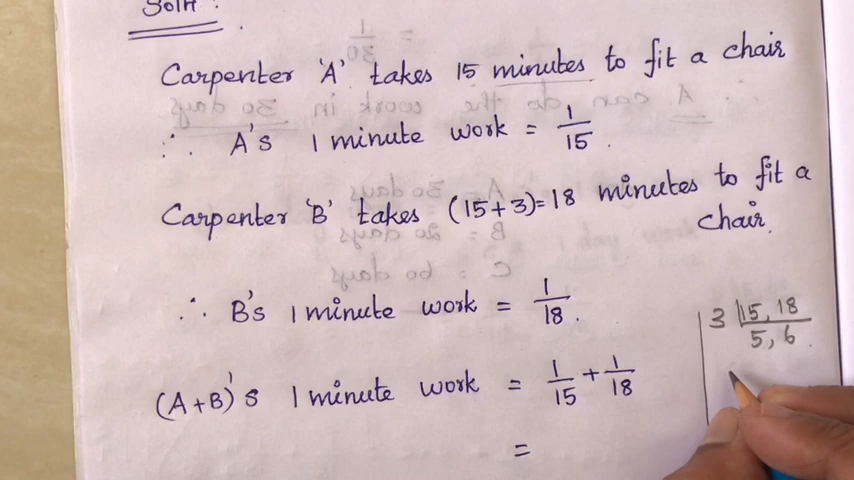 Soln :
Carpenter 'A' takes 15 minutes to fit a chair
∴ A's 1 minute work = 1/15.
Carpenter 'B' takes (15+3)=18 minutes to fit a
chair.
∴ B's 1 minute work = 1/18.
(A+B)'s 1 minute work = 1/15 + 1/18
=
3 | 15, 18
5, 6